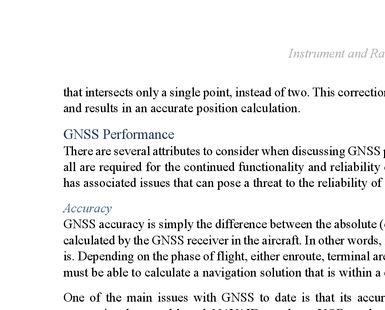 Instrument and Ra
that intersects only a single point, instead of two. This correction
and results in an accurate position calculation.
GNSS Performance
There are several attributes to consider when discussing GNSS p
all are required for the continued functionality and reliability
has associated issues that can pose a threat to the reliability of
Accuracy
GNSS accuracy is simply the difference between the absolute (
calculated by the GNSS receiver in the aircraft. In other words,
is. Depending on the phase of flight, either enroute, terminal are
must be able to calculate a navigation solution that is within a
One of the main issues with GNSS to date is that its accur